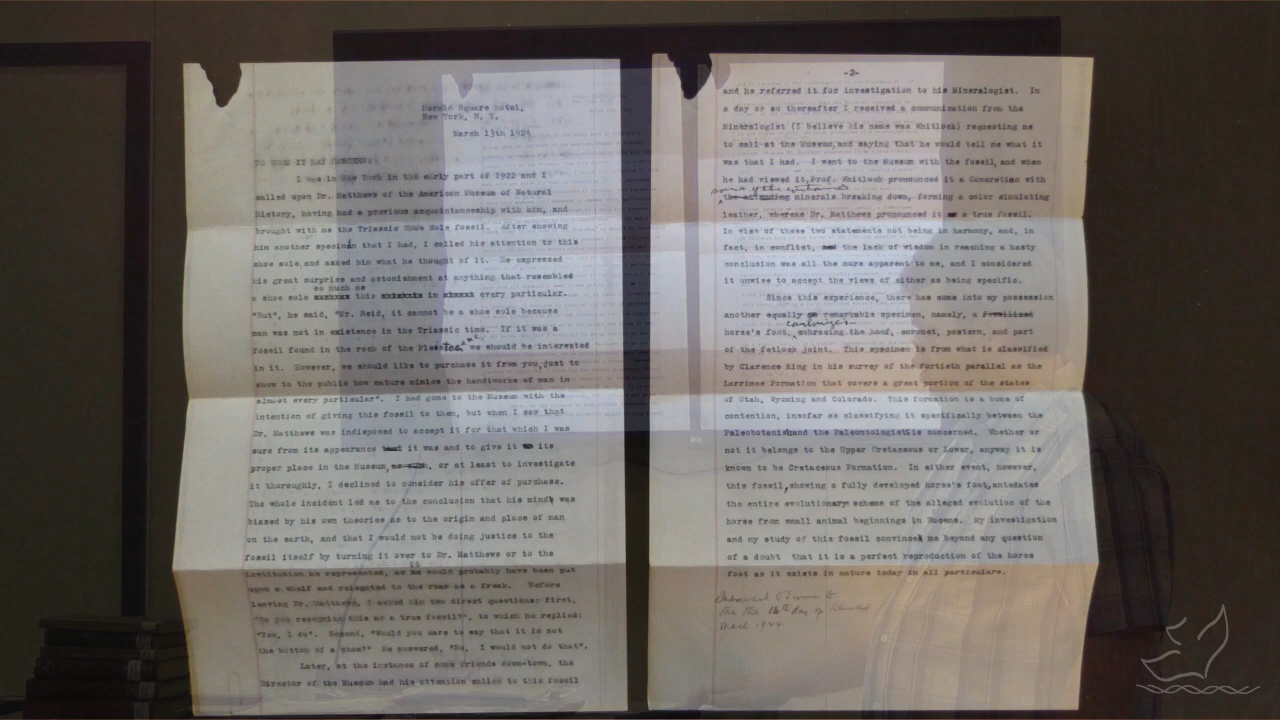 Herald Square Hotel,
New York, N. Y.
March 13th 1924
TO WHOM IT MAY CONCERN:
I was in New York in the early part of 1922 and I
called upon Dr. Matthews of the American Museum of Natural
History, having had a previous acquaintenceship with him, and
brought with me the Triassic Shoe Sole fossil. After showing
him another specimen that I had, I called his attention to this
shoe sole,and asked him what he thought of it. He expressed
his great surprise and astonishment at anything that resembled
so much as
a shoe sole xxxxxxx this xxxxxxxx in xxxxxx every particular.
"But", he said, "Mr. Reid, it cannot be a shoe sole because
man was not in existence in the Triassic time. If it was a
fossil found in the rock of the Pleistocene, we should be interested
in it. However, we should like to purchase it from you,just to
show to the public how nature mimics the handiworks of man in
almost every particular". I had gone to the Museum with the
intention of giving this fossil to them, but when I saw that
Dr. Matthews was indisposed to accept it for that which I was
sure from its appearance that it was and to give it to its
proper place in the Museum, or at least to investigate
it thoroughly, I declined to consider his offer of purchase.
The whole incident led me to the conclusion that his mind was
biased by his own theories as to the origin and place of man
on the earth, and that I would not be doing justice to the
fossil itself by turning it over to Dr. Matthews or to the
it
institution he represented, as would probably have been put
upon a shelf and relegated to the rear as a freak. Before
leaving Dr. Matthews, I asked him two direct questions: first,
"Do you recognize this as a true fossil?", to which he replied:
"Yes, I do". Second, "Would you care to say that it is not
the bottom of a shoe?" He answered, "No, I would not do that".
Later, at the instance of some friends down-town, the
Director of the Museum had his attention called to this fossil
-2-
and he referred it for investigation to his Mineralogist. In
a day or so thereafter I received a communication from the
Mineralogist (I believe his name was Whitlock) requesting me
to call at the Museum,and saying that he would tell me what it
was that I had. I went to the Museum with the fossil,and when
he had viewed it,Prof. Whitlock pronounced it a Concretion with
some of the contained
the minerals breaking down, forming a color simulating
leather, whereas Dr. Matthews pronounced it a true fossil.
In view of these two statements not being in harmony, and, in
fact, in conflict, the lack of wisdom in reaching a hasty
conclusion was all the more apparent to me, and I considered
it unwise to accept the views of either as being specific.
Since this experience, there has come into my possession
another equally remarkable specimen, namely, a Fossilized
horse's foot, embracing the hoof, coronet, pastern, and part
of the fetlock joint. This specimen is from what is classified
by Clarence King in his survey of the fortieth parallel as the
Larrimee Formation that covers a great portion of the states
of Utah, Wyoming and Colorado. This formation is a bone of
contention, insofar as classifying it specifically between the
Paleobotanist and the Paleontologist is concerned. Whether or
not it belongs to the Upper Cretaceous or Lower, anyway it is
known to be Cretaceous Formation. In either event, however,
this fossil,showing a fully developed horse's foot,antedates
the entire evolutionary scheme of the alleged evolution of the
horse from small animal beginnings in Eocene. My investigation
and my study of this fossil convinces me beyond any question
of a doubt that it is a perfect reproduction of the horse
foot as it exists in nature today in all particulars.
The The 13th Day of
March 1924